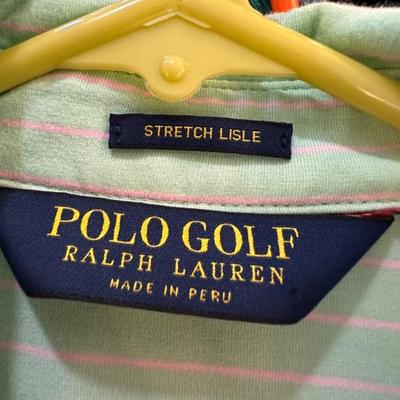 STRETCH LISLE
POLO GOLF
RALPH LAUREN
MADE IN PERU